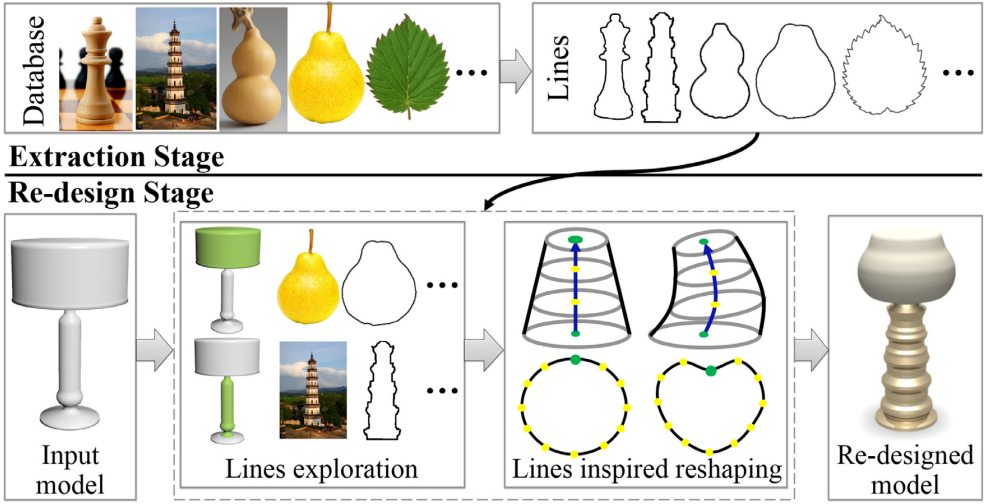 Database
Lines
Extraction Stage
Re-design Stage
Input
model
Lines exploration
Lines inspired reshaping
Re-designed
model